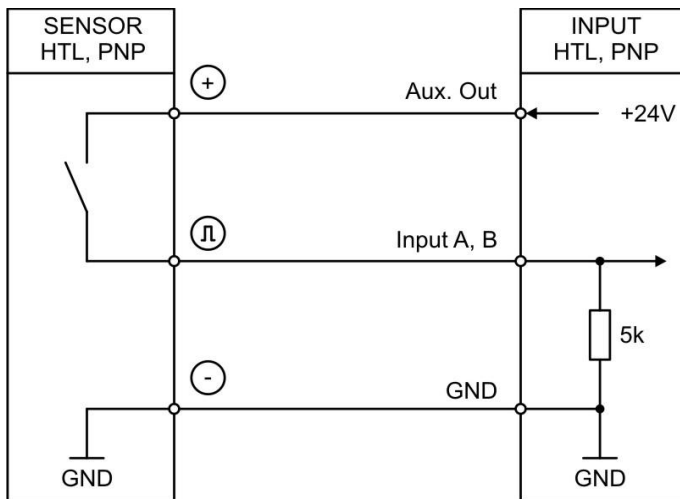 SENSOR
HTL, PNP
INPUT
HTL, PNP
+
Aux. Out
+24V
Input A, B
5k
-
GND
GND
GND